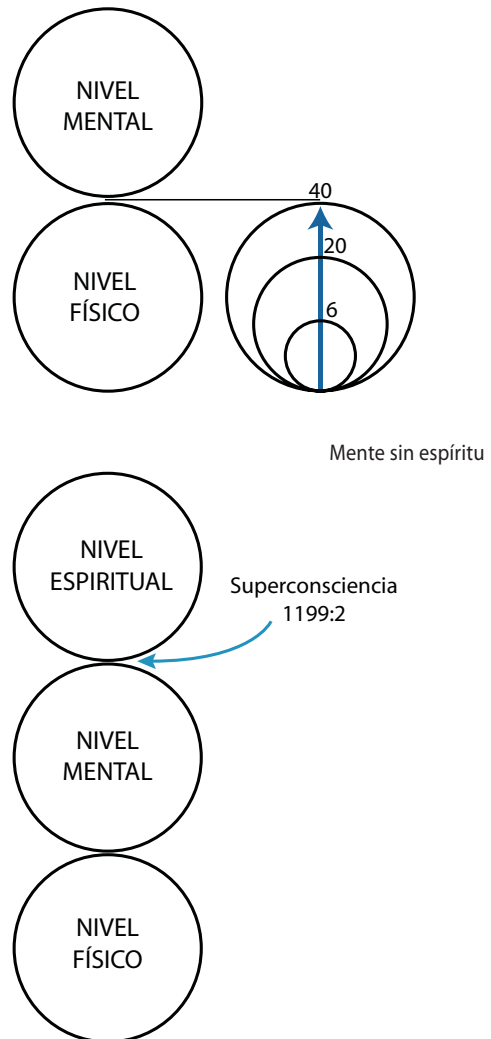 NIVEL
MENTAL
40
20
NIVEL
FÍSICO
6
Mente sin espíritu
NIVEL
ESPIRITUAL
Superconsciencia
1199:2
NIVEL
MENTAL
NIVEL
FÍSICO